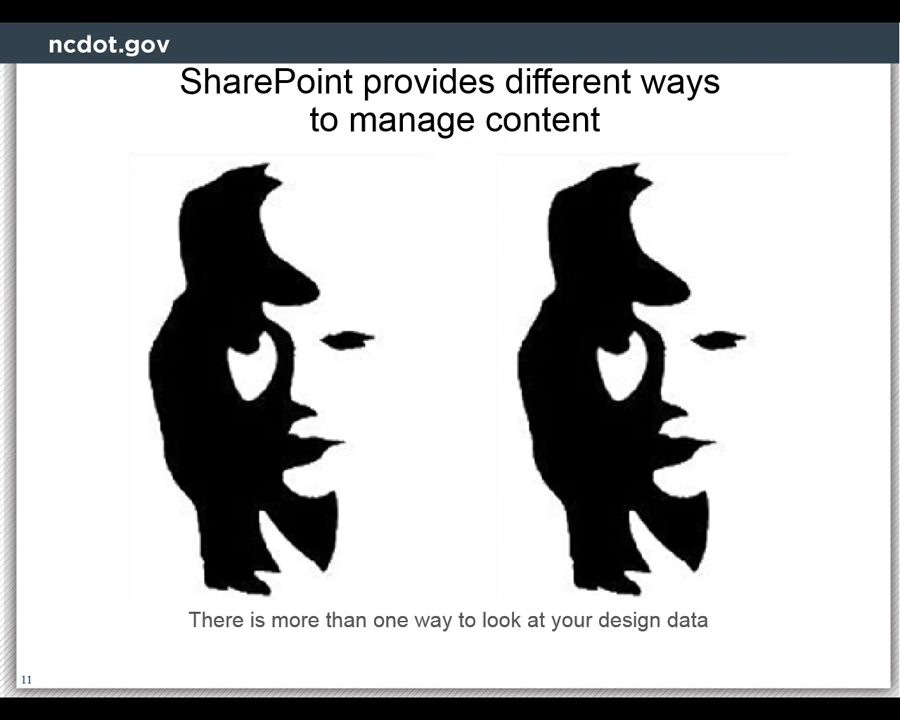 ncdot.gov
SharePoint provides different ways
to manage content
There is more than one way to look at your design data
11